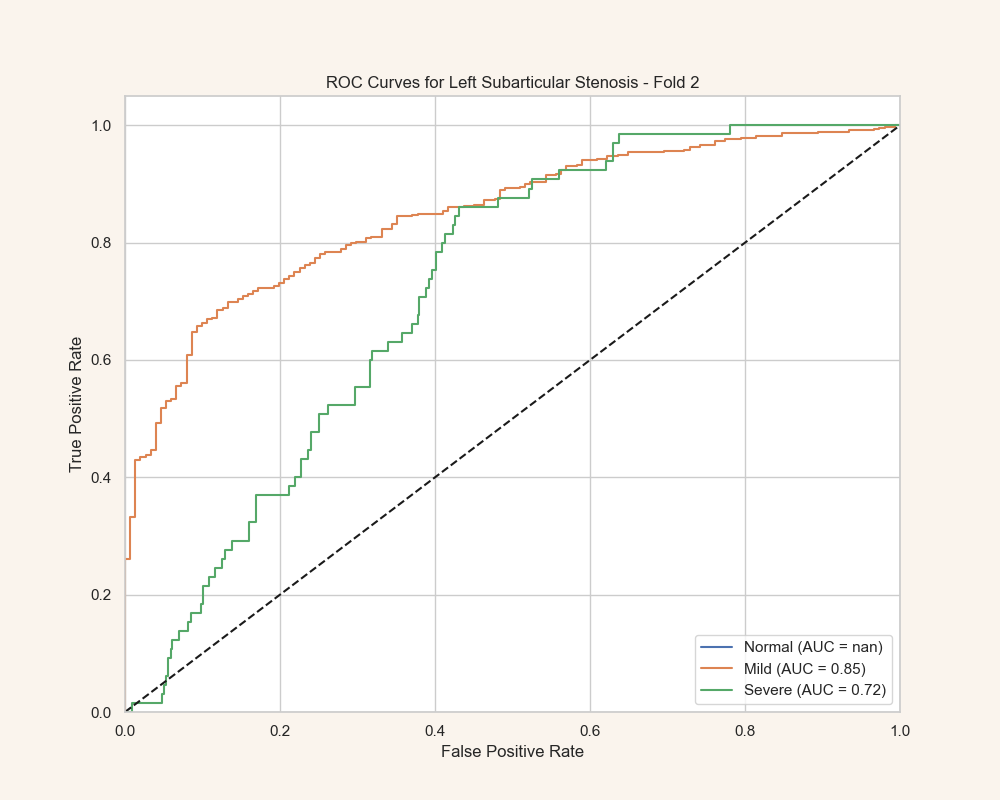 ROC Curves for Left Subarticular Stenosis - Fold 2
1.0
0.8
0.6
0.4
0.2
0.0
True Positive Rate
0.0 0.2 0.4 0.6 0.8 1.0
False Positive Rate
Normal (AUC = nan)
Mild (AUC = 0.85)
Severe (AUC = 0.72)